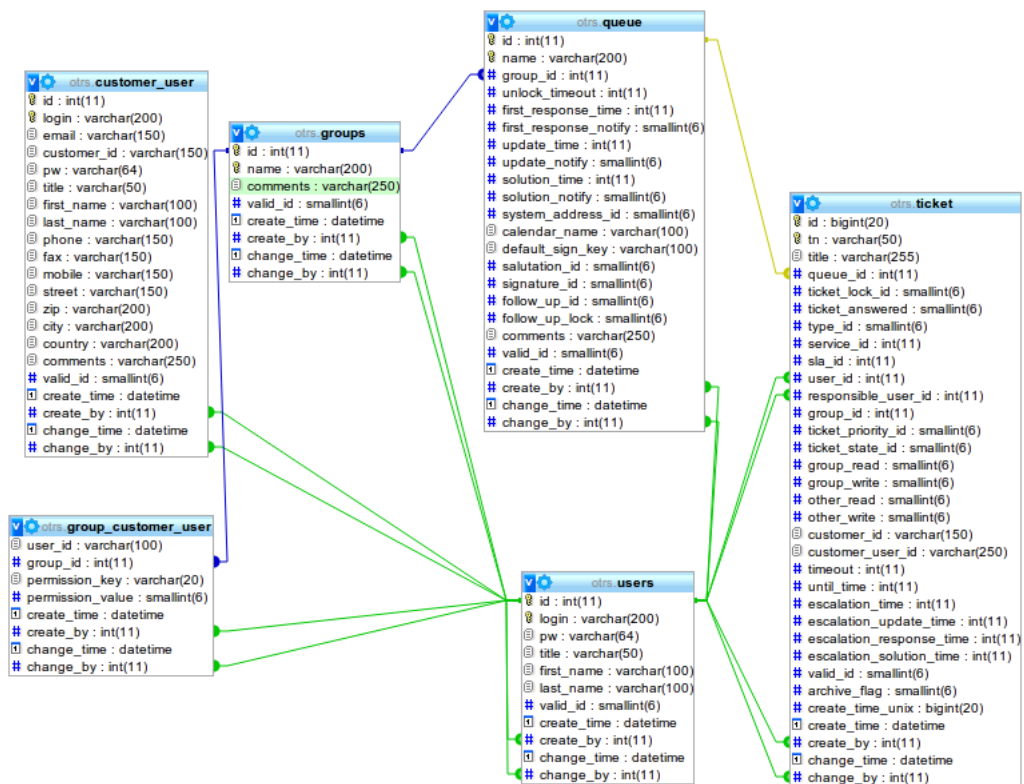 otrs.customer_user
id : int(11)
login : varchar(200)
email : varchar(150)
customer_id : varchar(150)
pw : varchar(64)
title : varchar(50)
first_name : varchar(100)
last_name : varchar(100)
phone : varchar(150)
fax : varchar(150)
mobile : varchar(150)
street : varchar(150)
zip : varchar(200)
city : varchar(200)
country : varchar(200)
comments : varchar(250)
valid_id : smallint(6)
create_time : datetime
create_by : int(11)
change_time : datetime
change_by : int(11)
otrs.groups
id : int(11)
name : varchar(200)
comments : varchar(250)
valid_id : smallint(6)
create_time : datetime
create_by : int(11)
change_time : datetime
change_by : int(11)
otrs.queue
id : int(11)
name : varchar(200)
group_id : int(11)
unlock_timeout : int(11)
first_response_time : int(11)
first_response_notify : smallint(6)
update_time : int(11)
update_notify : smallint(6)
solution_time : int(11)
solution_notify : smallint(6)
system_address_id : smallint(6)
calendar_name : varchar(100)
default_sign_key : varchar(100)
salutation_id : smallint(6)
signature_id : smallint(6)
follow_up_id : smallint(6)
follow_up_lock : smallint(6)
comments : varchar(250)
valid_id : smallint(6)
create_time : datetime
create_by : int(11)
change_time : datetime
change_by : int(11)
otrs.ticket
id : bigint(20)
tn : varchar(50)
title : varchar(255)
queue_id : int(11)
ticket_lock_id : smallint(6)
ticket_answered : smallint(6)
type_id : smallint(6)
service_id : int(11)
sla_id : int(11)
user_id : int(11)
responsible_user_id : int(11)
group_id : int(11)
ticket_priority_id : smallint(6)
ticket_state_id : smallint(6)
group_read : smallint(6)
group_write : smallint(6)
other_read : smallint(6)
other_write : smallint(6)
customer_id : varchar(150)
customer_user_id : varchar(250)
timeout : int(11)
until_time : int(11)
escalation_time : int(11)
escalation_update_time : int(11)
escalation_response_time : int(11)
escalation_solution_time : int(11)
valid_id : smallint(6)
archive_flag : smallint(6)
create_time_unix : bigint(20)
create_time : datetime
create_by : int(11)
change_time : datetime
change_by : int(11)
otrs.group_customer_user
user_id : varchar(100)
group_id : int(11)
permission_key : varchar(20)
permission_value : smallint(6)
create_time : datetime
create_by : int(11)
change_time : datetime
change_by : int(11)
otrs.users
id : int(11)
login : varchar(200)
pw : varchar(64)
title : varchar(50)
first_name : varchar(100)
last_name : varchar(100)
valid_id : smallint(6)
create_time : datetime
create_by : int(11)
change_time : datetime
change_by : int(11)